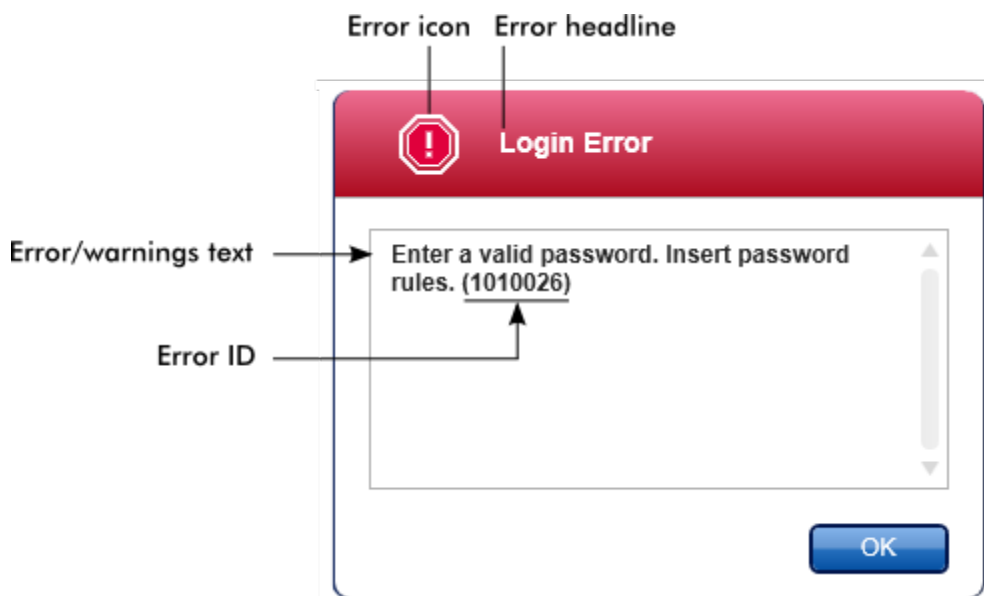 Error icon Error headline
Login Error
Error/warnings text
Enter a valid password. Insert password
rules. (1010026)
Error ID
OK